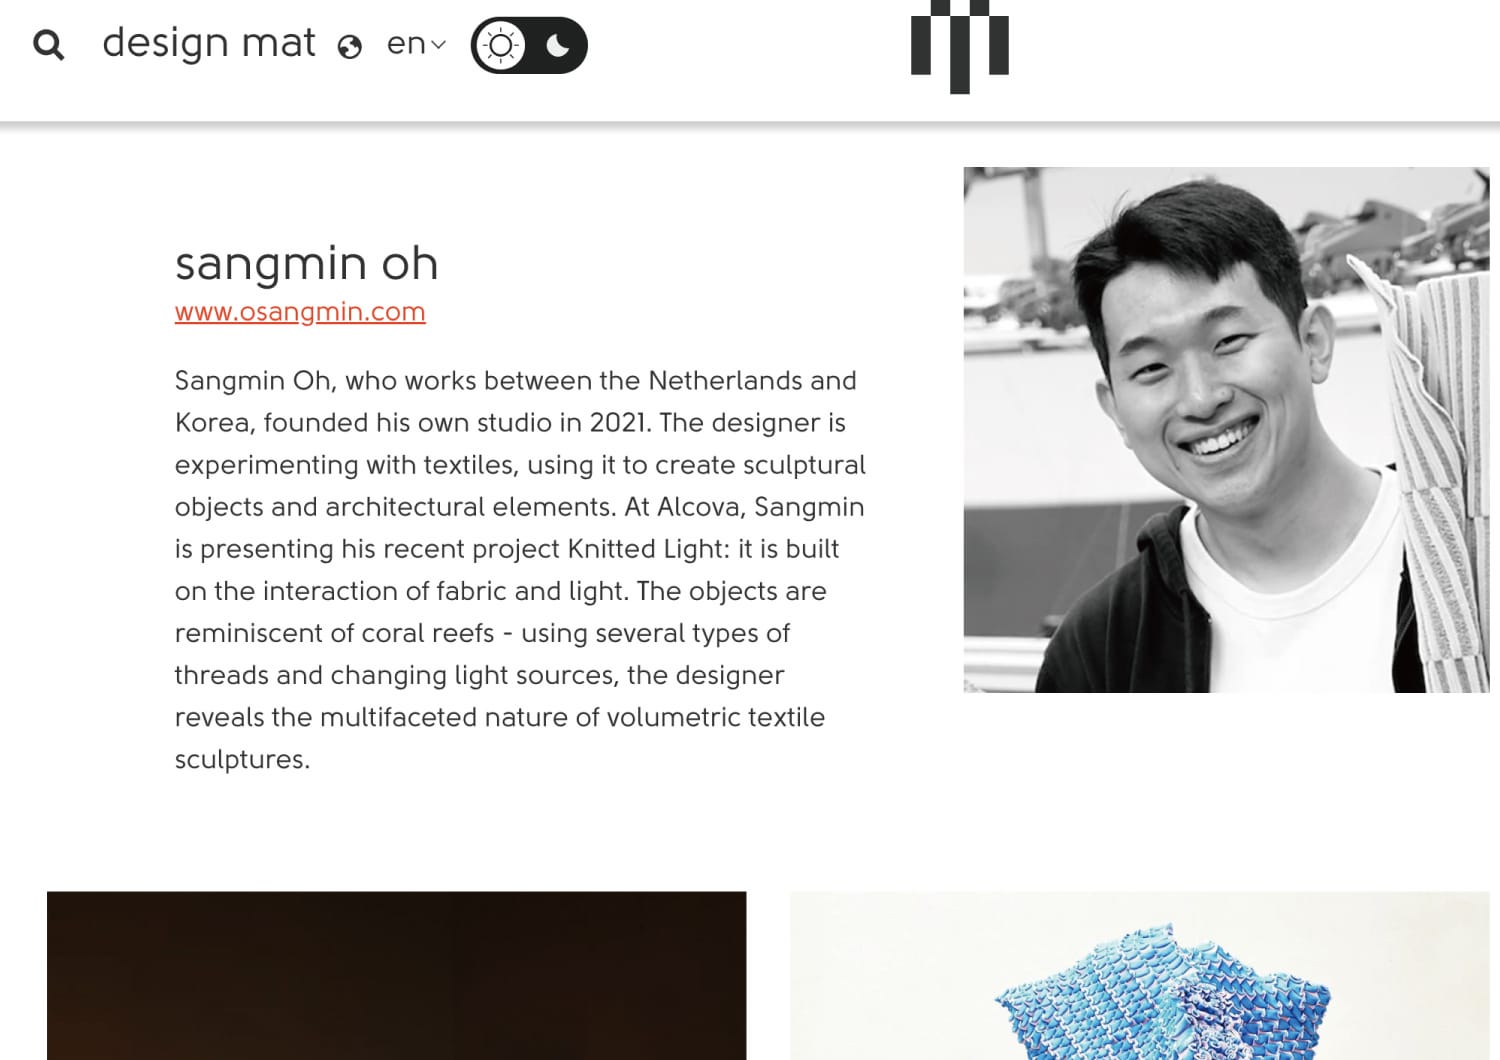 design mat en
sangmin oh
www.osangmin.com
Sangmin Oh, who works between the Netherlands and
Korea, founded his own studio in 2021. The designer is
experimenting with textiles, using it to create sculptural
objects and architectural elements. At Alcova, Sangmin
is presenting his recent project Knitted Light: it is built
on the interaction of fabric and light. The objects are
reminiscent of coral reefs - using several types of
threads and changing light sources, the designer
reveals the multifaceted nature of volumetric textile
sculptures.